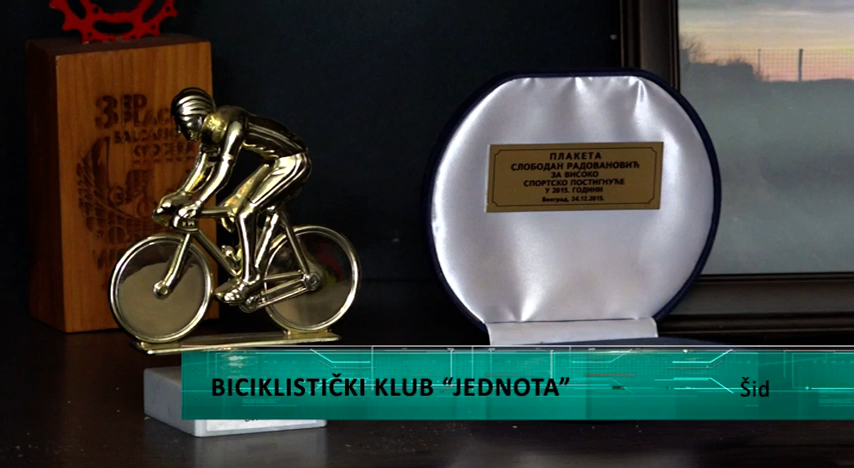 ПЛАКЕТА
СЛОБОДАН РАДОВАНОВИЋ
ЗА ВИСОКО
СПОРТСКО ПОСТИГНУЋЕ
У 2015. ГОДИНИ
Београд, 24.12.2015.
BICIKLISTIČKI KLUB “JEDNOTA” Šid